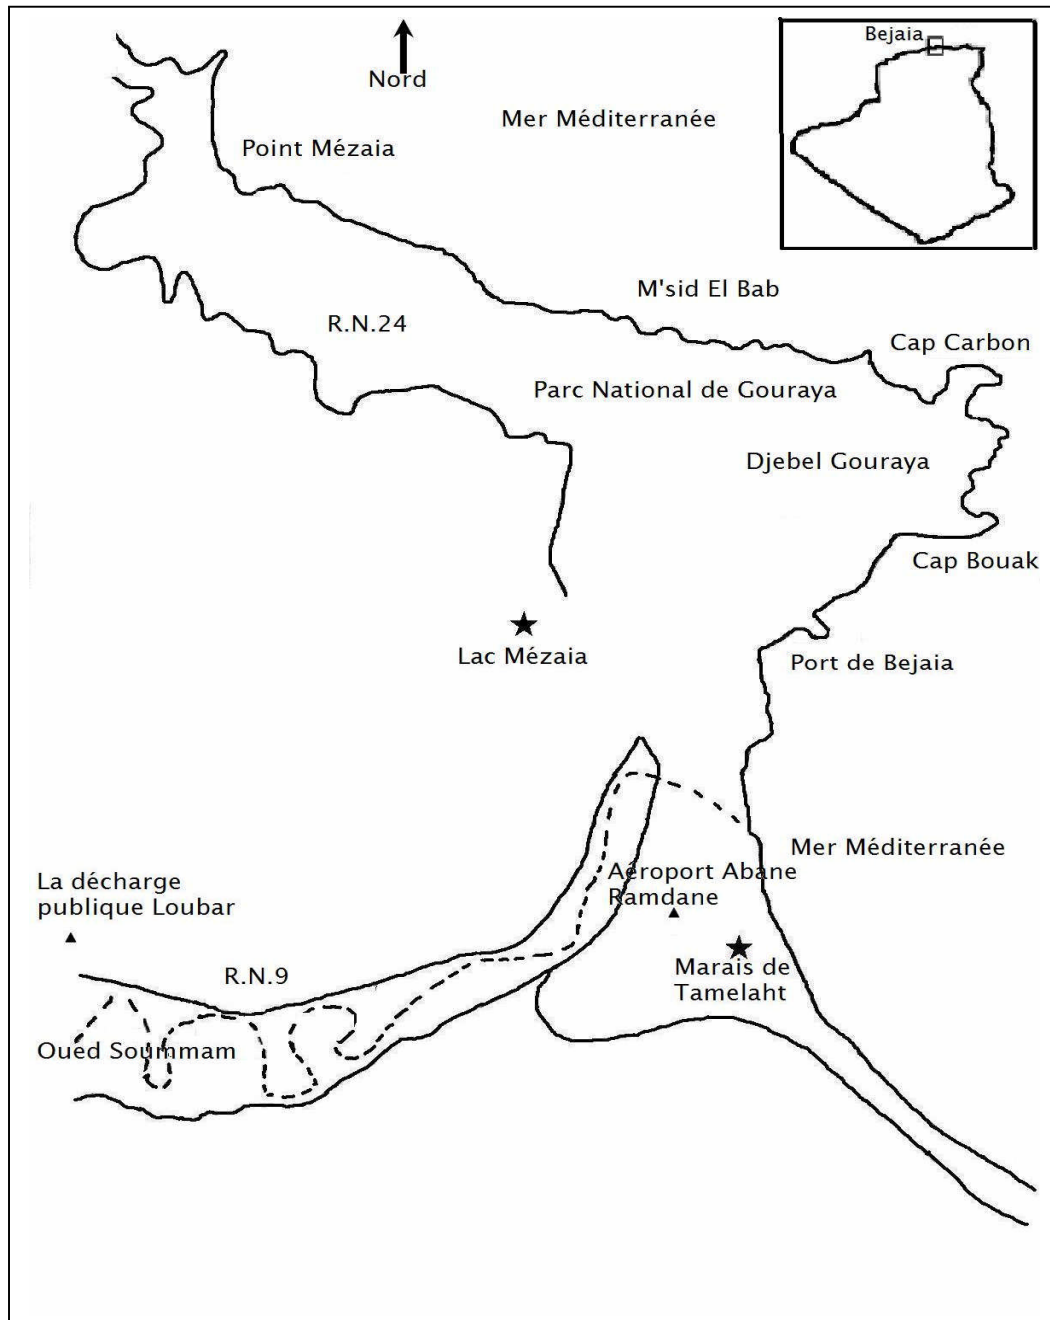 Bejaia
Nord
Mer Méditerranée
Point Mézaia
M'sid El Bab
R.N.24
Cap Carbon
Parc National de Gouraya
Djebel Gouraya
Cap Bouak
Lac Mézaia
Port de Bejaia
Mer Méditerranée
Aéroport Abane
Ramdane
La décharge
publique Loubar
R.N.9
Marais de
Tamelaht
Oued Soummam